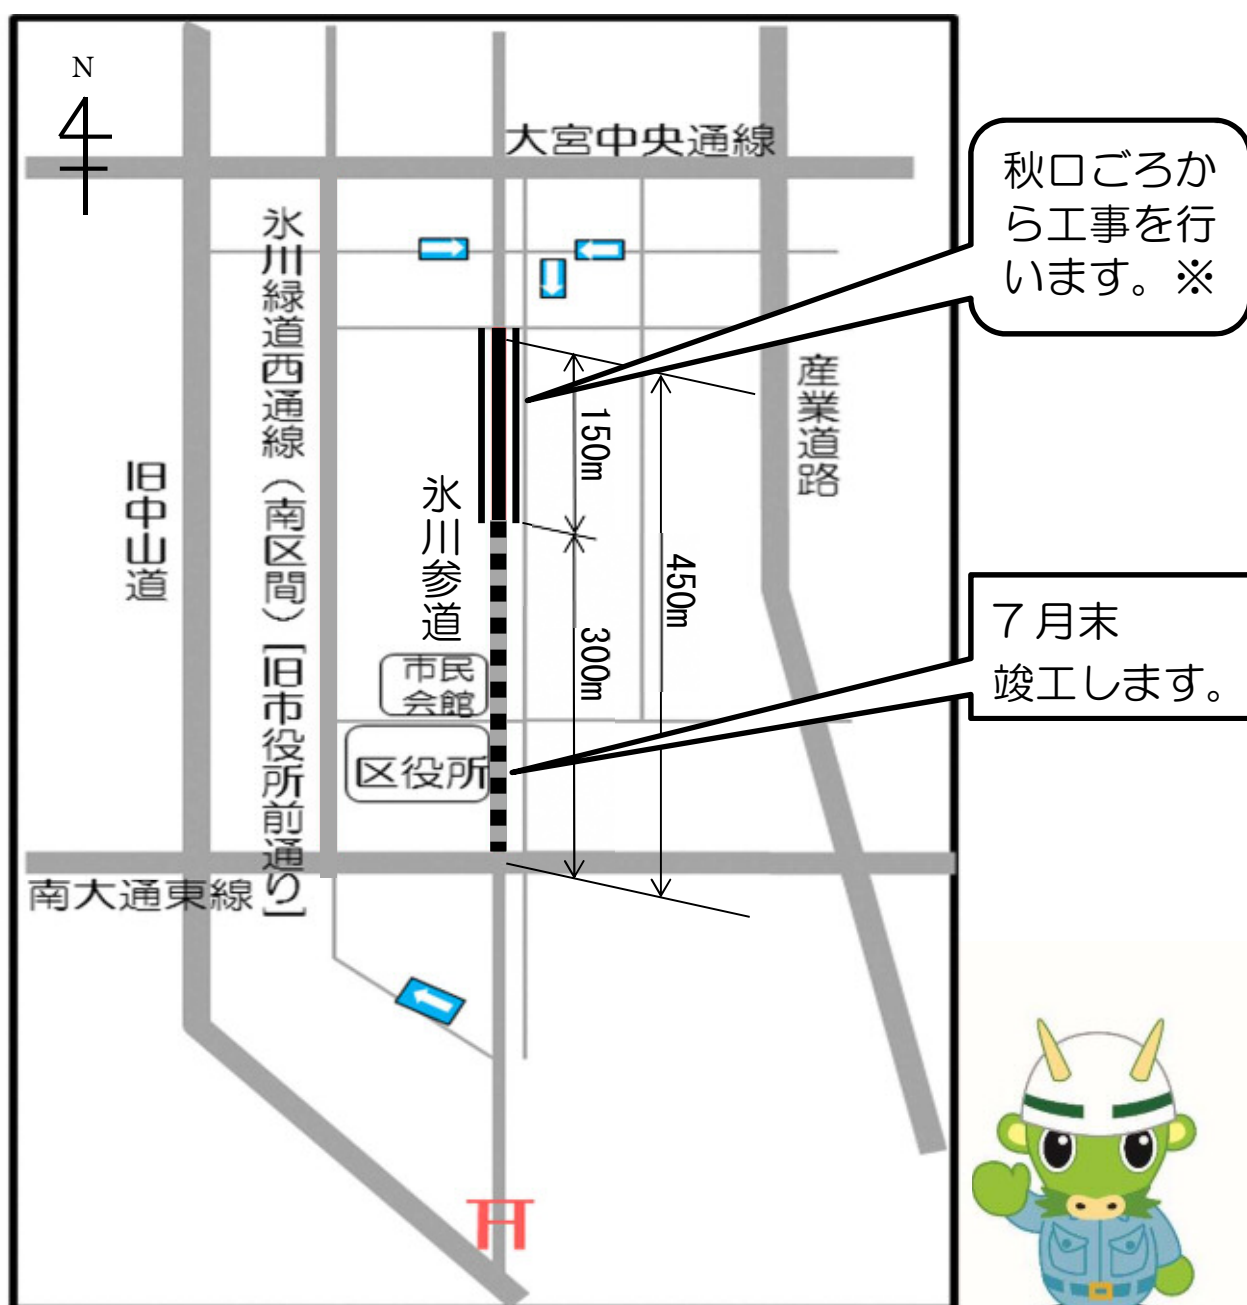 N
大宮中央通線
秋口ごろか
ら工事を行
います。※
氷川緑道西通線（南区間）［旧市役所前通り］
産業道路
150m
旧中山道
氷川参道
450m
300m
7月末
竣工します。
市民
会館
区役所
南大通東線